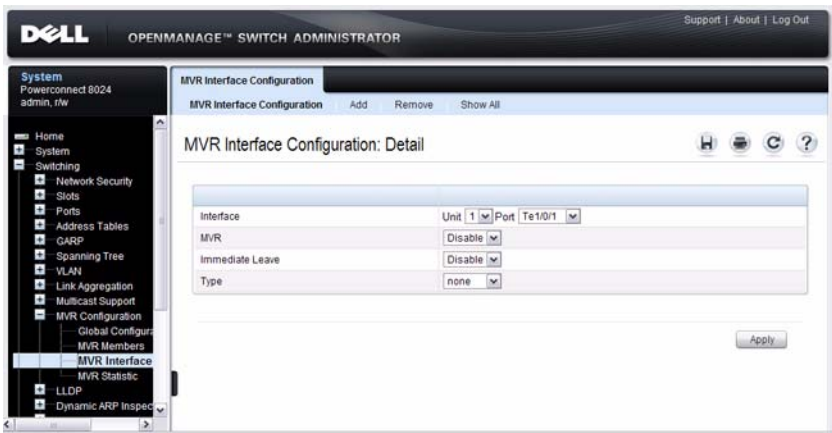 Support | About | Log Out
DELL OPENMANAGE™ SWITCH ADMINISTRATOR
System
Powerconnect 8024
admin, r/w
Home
System
Switching
Network Security
Slots
Ports
Address Tables
GARP
Spanning Tree
VLAN
Link Aggregation
Multicast Support
MVR Configuration
Global Configura
MVR Members
MVR Interface
MVR Statistic
LLDP
Dynamic ARP Inspec
MVR Interface Configuration
MVR Interface Configuration Add Remove Show All
MVR Interface Configuration: Detail
Interface Unit 1 Port Te1/0/1
MVR Disable
Immediate Leave Disable
Type none
Apply